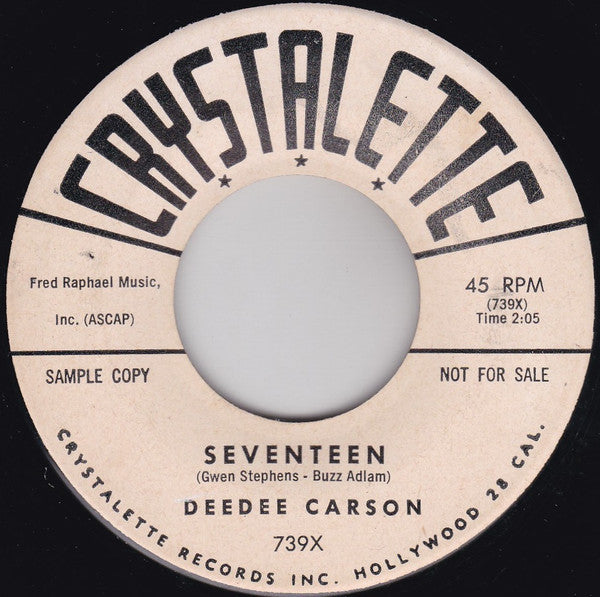 CRYSTALETTE
Fred Raphael Music,
Inc. (ASCAP)
45 RPM
(739X)
Time 2:05
SAMPLE COPY
NOT FOR SALE
SEVENTEEN
(Gwen Stephens - Buzz Adlam)
DEEDEE CARSON
739X
CRYSTALETTE RECORDS INC. HOLLYWOOD 28 CAL.